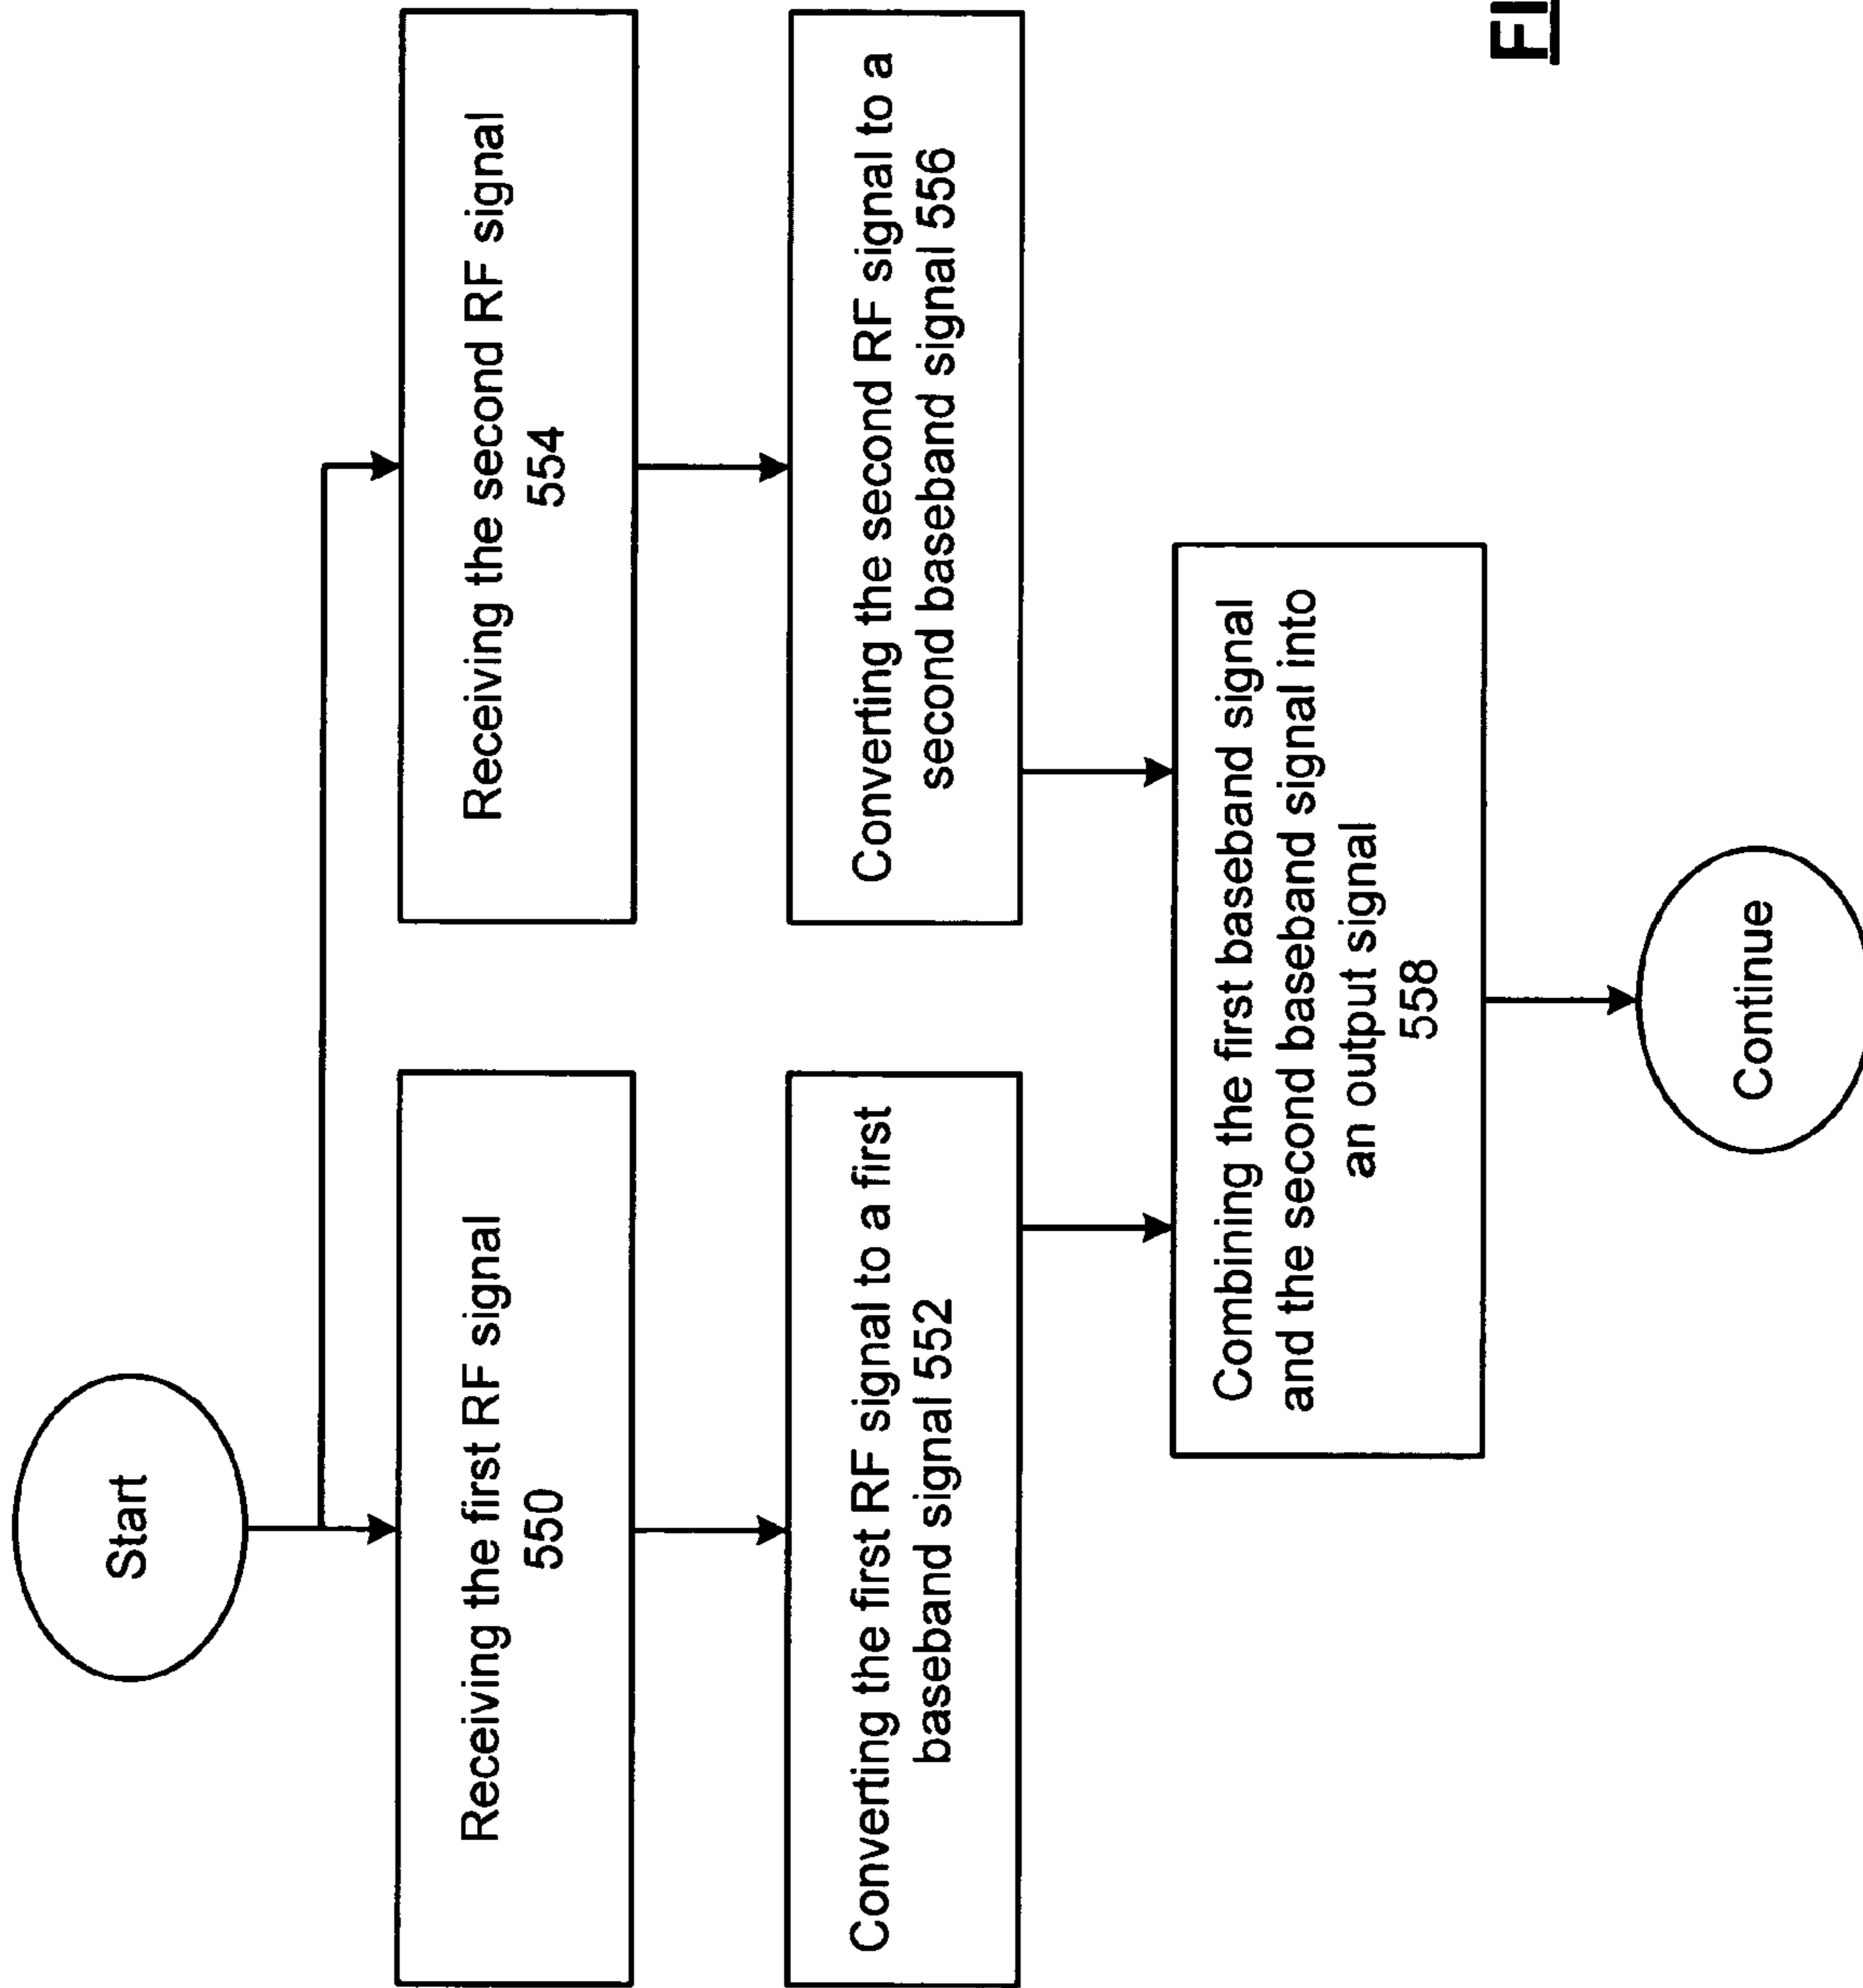 Start
Receiving the first RF signal
550
Receiving the second RF signal
554
Converting the first RF signal to a first
baseband signal 552
Converting the second RF signal to a
second baseband signal 556
Combining the first baseband signal
and the second baseband signal into
an output signal
558
Continue